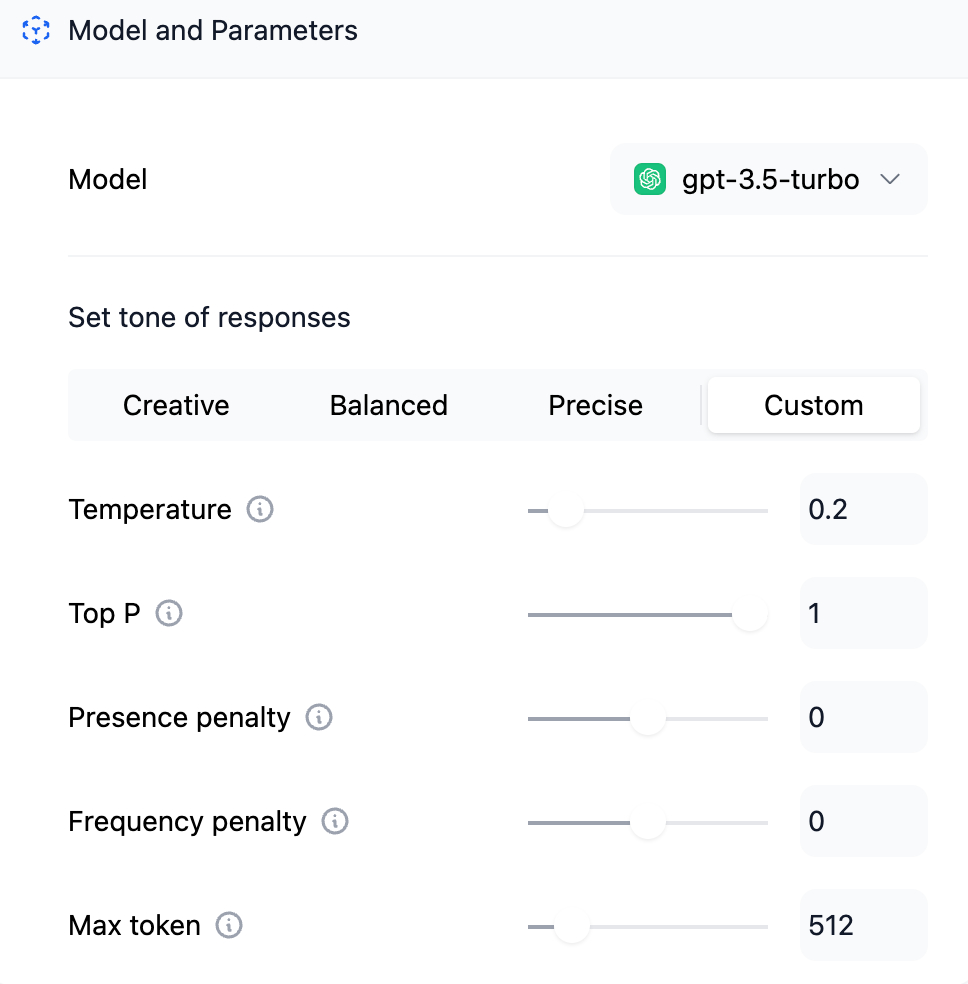 Model and Parameters
Model gpt-3.5-turbo
Set tone of responses
Creative Balanced Precise Custom
Temperature 0.2
Top P 1
Presence penalty 0
Frequency penalty 0
Max token 512